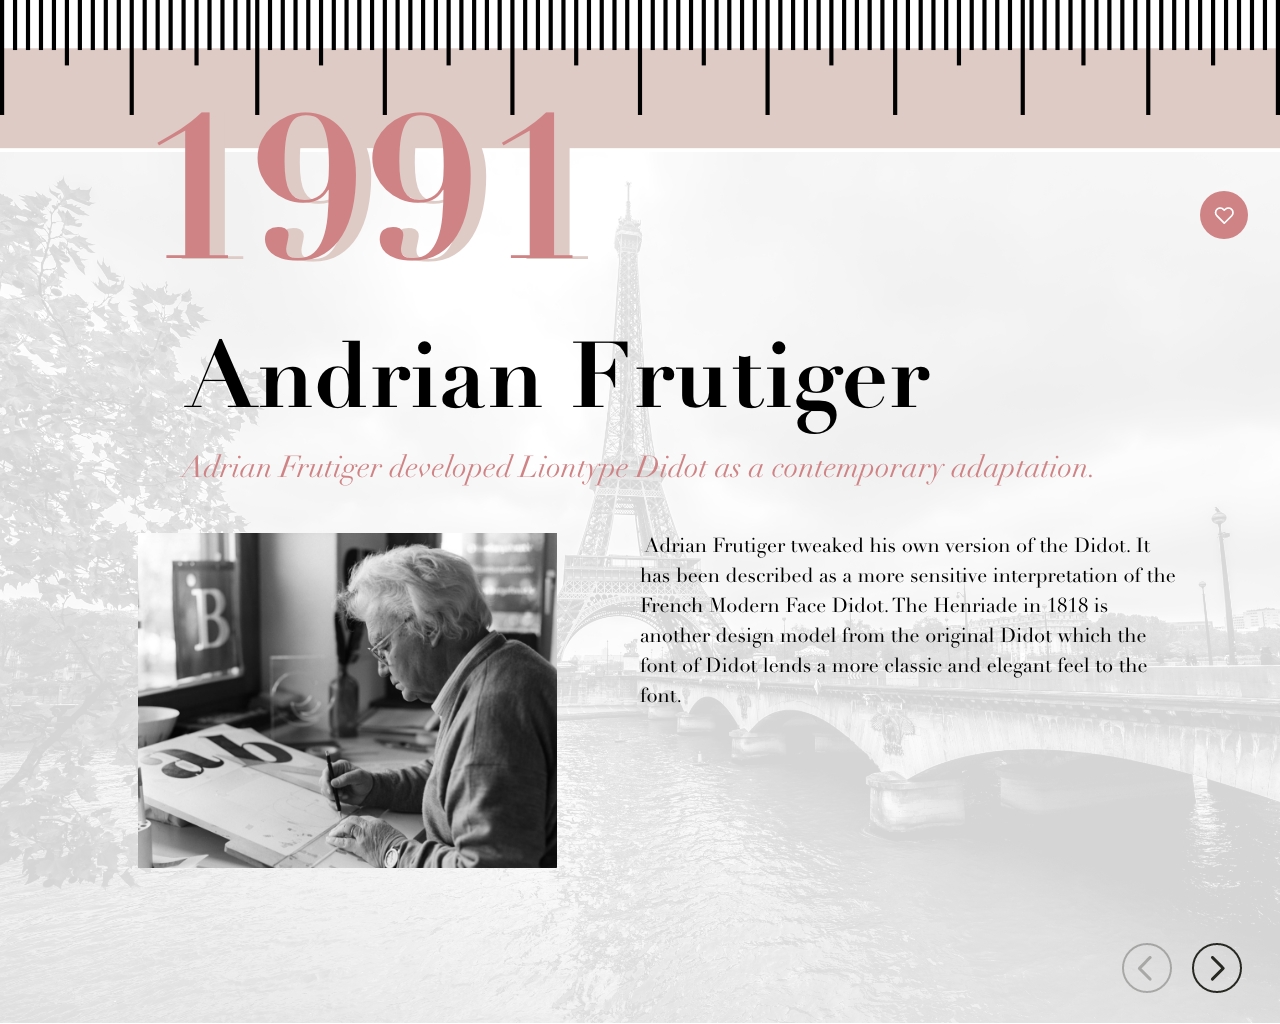 1991
Andrian Frutiger
Adrian Frutiger developed Liontype Didot as a contemporary adaptation.
Adrian Frutiger tweaked his own version of the Didot. It
has been described as a more sensitive interpretation of the
French Modern Face Didot. The Henriade in 1818 is
another design model from the original Didot which the
font of Didot lends a more classic and elegant feel to the
font.
B
ab